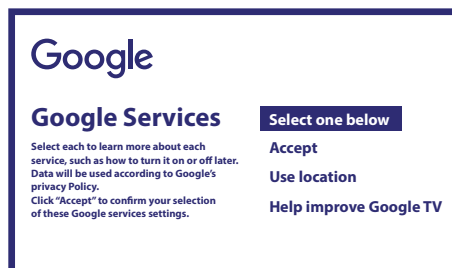 Google
Google Services
Select each to learn more about each
service, such as how to turn it on or off later.
Data will be used according to Google's
privacy Policy.
Click “Accept” to confirm your selection
of these Google services settings.
Select one below
Accept
Use location
Help improve Google TV